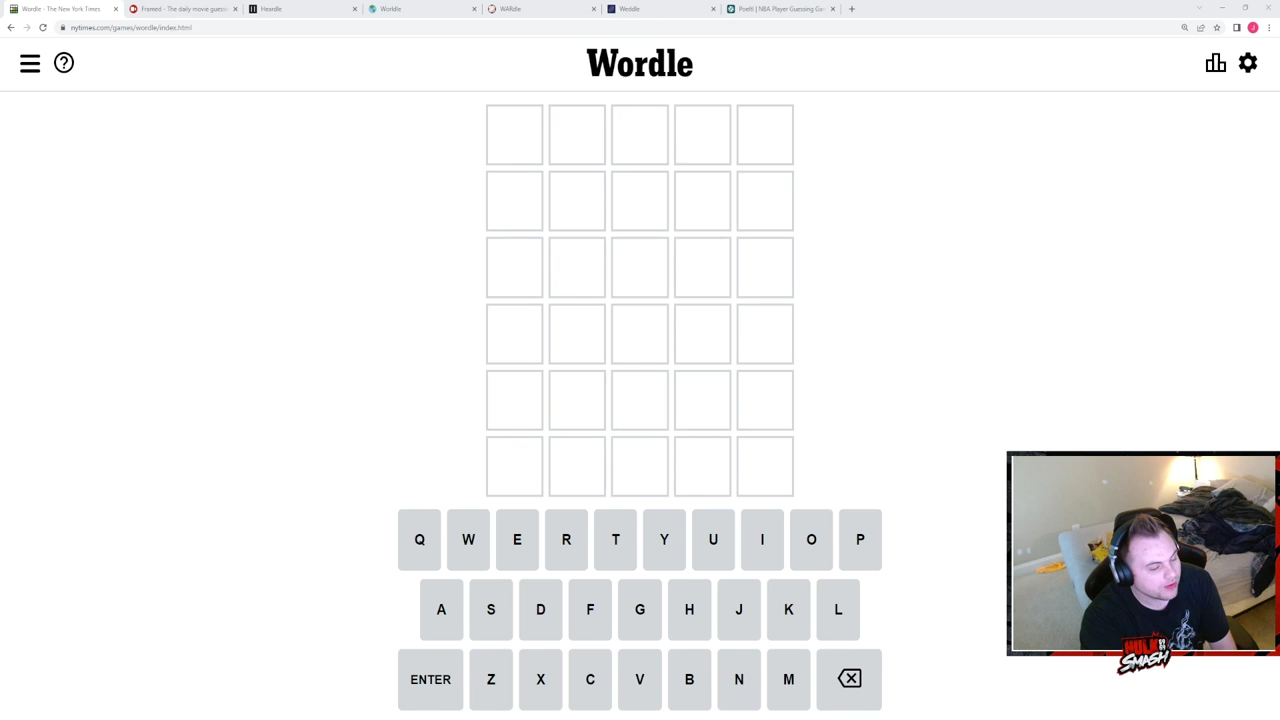 Wordle - The New York Times
Framed - The daily movie guess
Heardle
Worldle
WARdle
Weddle
Poeltl | NBA Player Guessing Ga
nytimes.com/games/wordle/index.html
J
Wordle
Q W E R T Y U I O P
A S D F G H J K L
ENTER Z X C V B N M
HULK
SMASH